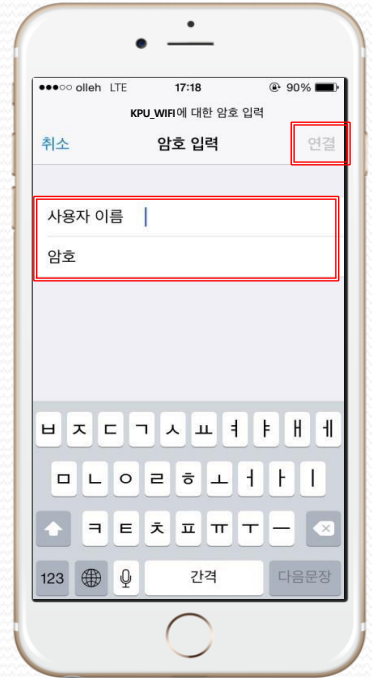 ●●●○○ olleh LTE 17:18 90%
KPU_WIFI에 대한 암호 입력
취소 암호 입력 연결
사용자 이름
암호
ㅂ ㅈ ㄷ ㄱ ㅅ ㅛ ㅕ ㅑ ㅐ ㅔ
ㅁ ㄴ ㅇ ㄹ ㅎ ㅗ ㅓ ㅏ ㅣ
ㅋ ㅌ ㅊ ㅍ ㅠ ㅜ ㅡ
123 간격 다음문장